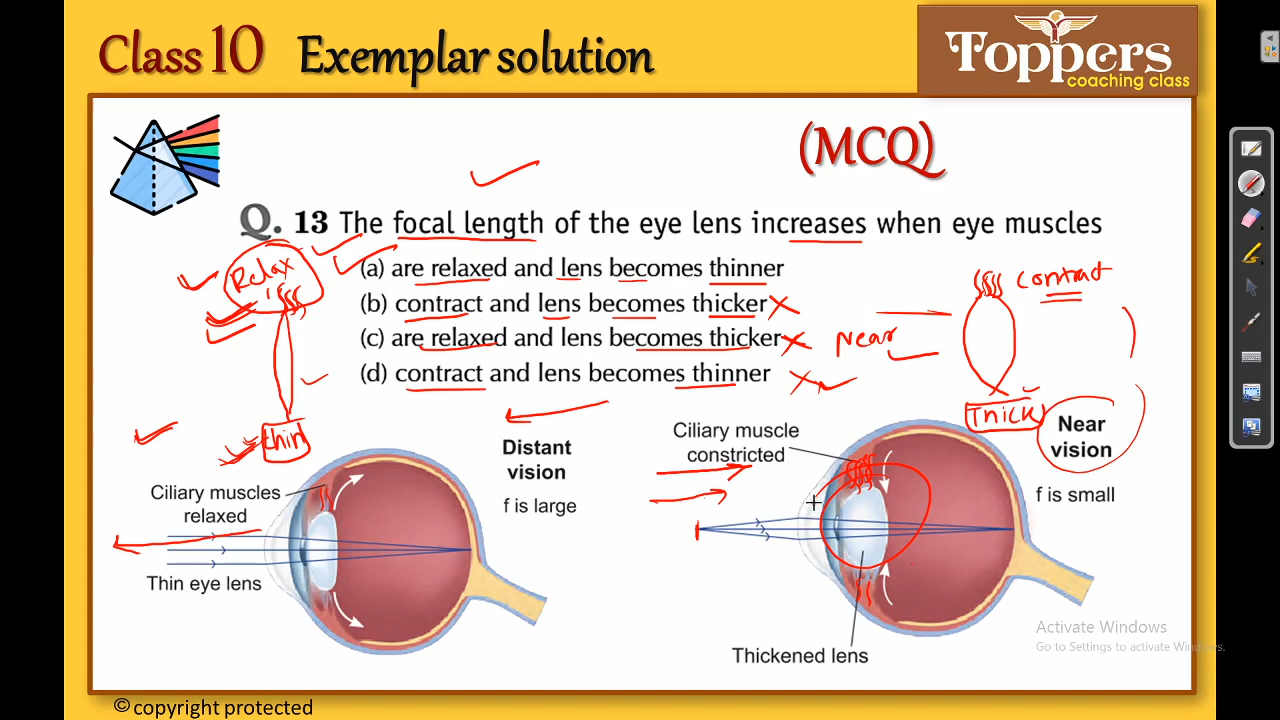 Class 10 Exemplar solution
Toppers
coaching class
(MCQ)
Q. 13 The focal length of the eye lens increases when eye muscles
(a) are relaxed and lens becomes thinner
(b) contract and lens becomes thicker
(c) are relaxed and lens becomes thicker
(d) contract and lens becomes thinner
Relax
thin
contract
Near
Thick
Distant
vision
f is large
Ciliary muscles
relaxed
Thin eye lens
Ciliary muscle
constricted
Near
vision
f is small
Thickened lens
Activate Windows
Go to Settings to activate Windows.
© copyright protected